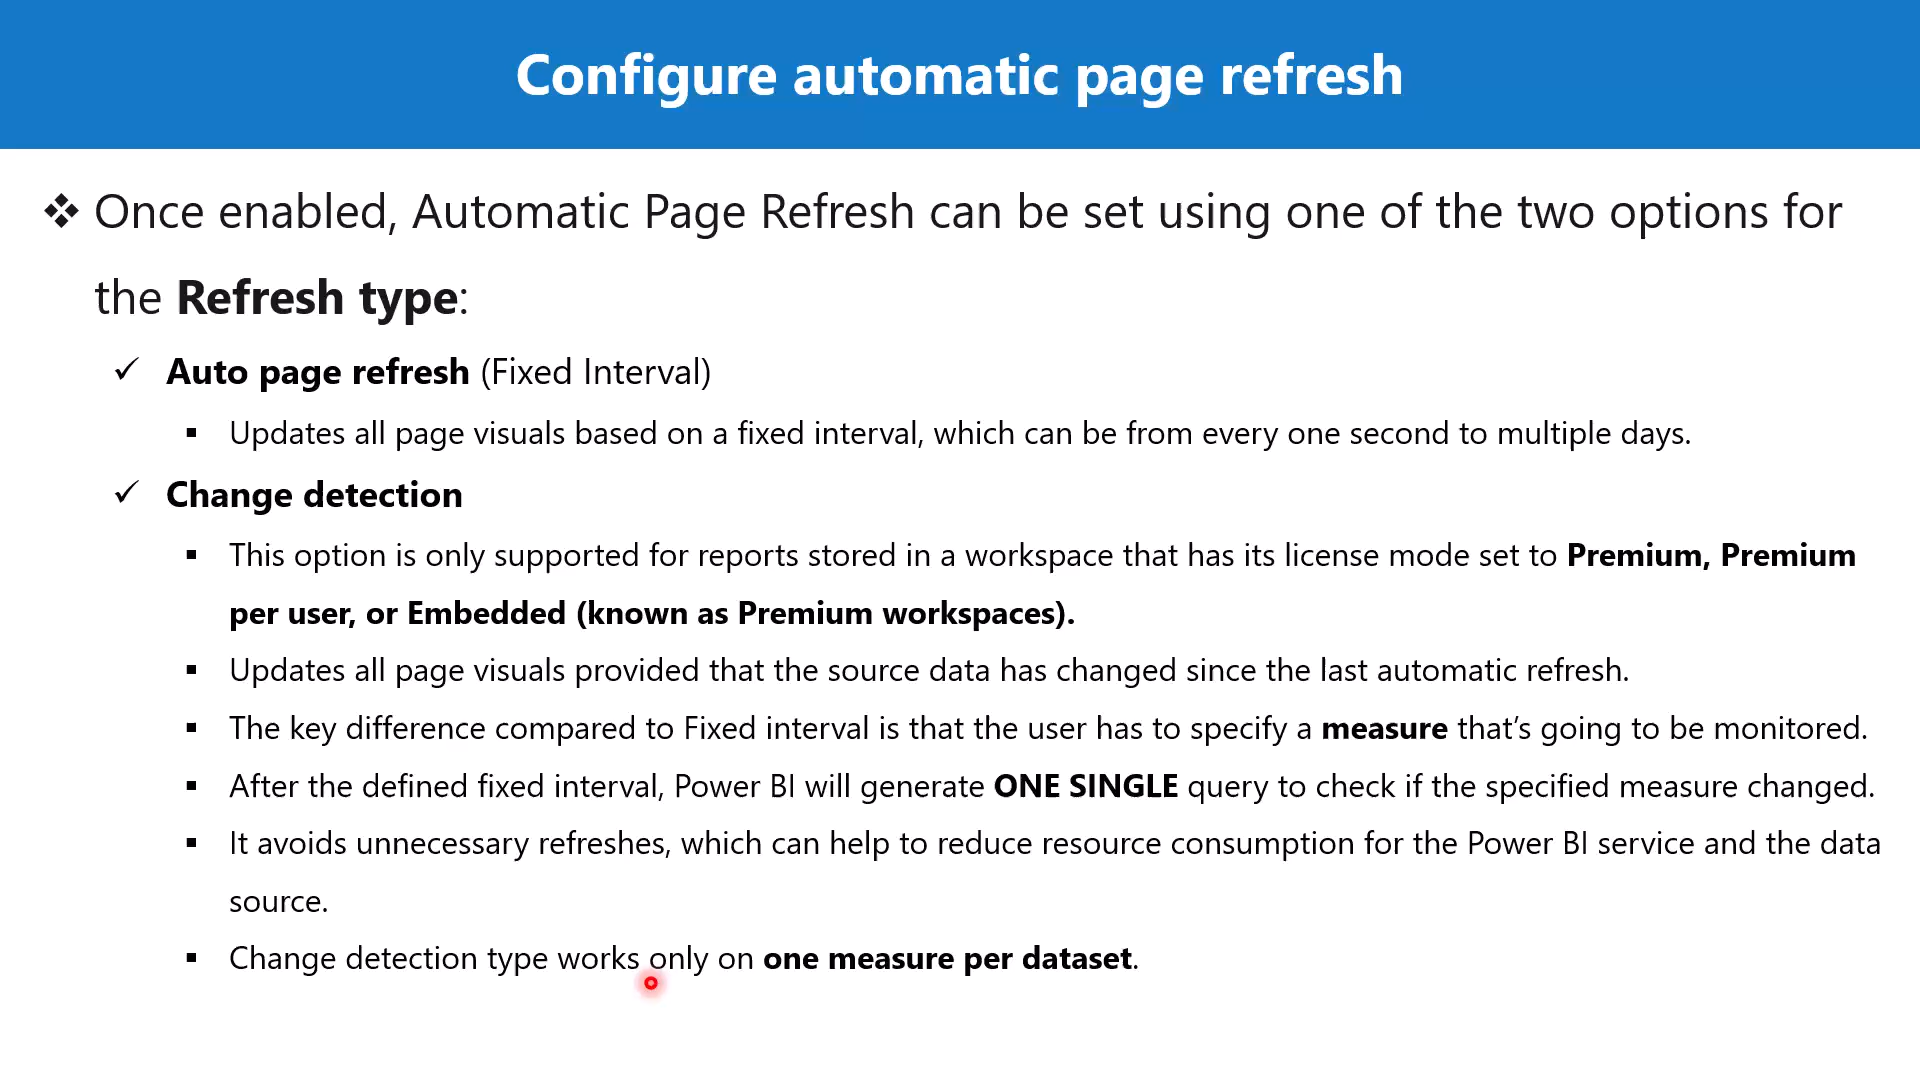 Configure automatic page refresh
❖ Once enabled, Automatic Page Refresh can be set using one of the two options for
the Refresh type:
✓ Auto page refresh (Fixed Interval)
▪ Updates all page visuals based on a fixed interval, which can be from every one second to multiple days.
✓ Change detection
▪ This option is only supported for reports stored in a workspace that has its license mode set to Premium, Premium
per user, or Embedded (known as Premium workspaces).
▪ Updates all page visuals provided that the source data has changed since the last automatic refresh.
▪ The key difference compared to Fixed interval is that the user has to specify a measure that’s going to be monitored.
▪ After the defined fixed interval, Power BI will generate ONE SINGLE query to check if the specified measure changed.
▪ It avoids unnecessary refreshes, which can help to reduce resource consumption for the Power BI service and the data
source.
▪ Change detection type works only on one measure per dataset.